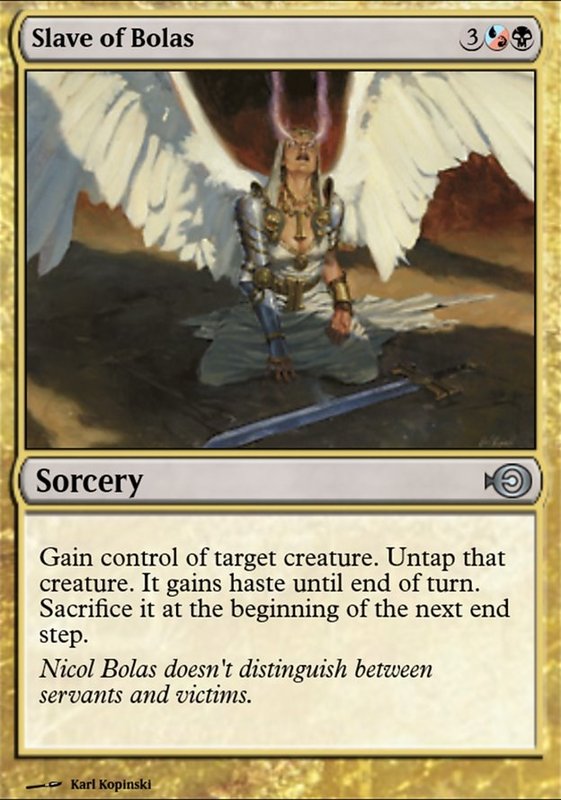 Slave of Bolas
3
Sorcery
Gain control of target creature. Untap that
creature. It gains haste until end of turn.
Sacrifice it at the beginning of the next end
step.
Nicol Bolas doesn't distinguish between
servants and victims.
Karl Kopinski